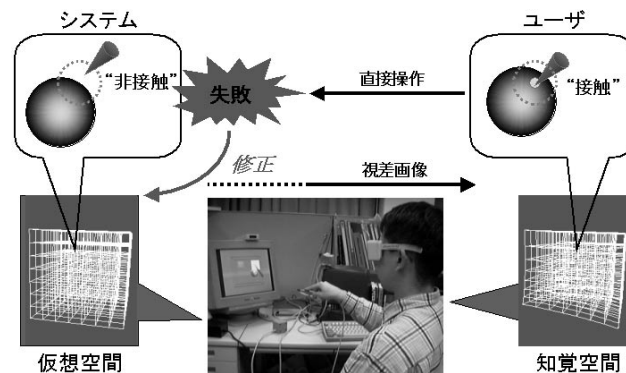 システム
ユーザ
“非接触”
失敗
直接操作
“接触”
修正
視差画像
仮想空間
知覚空間